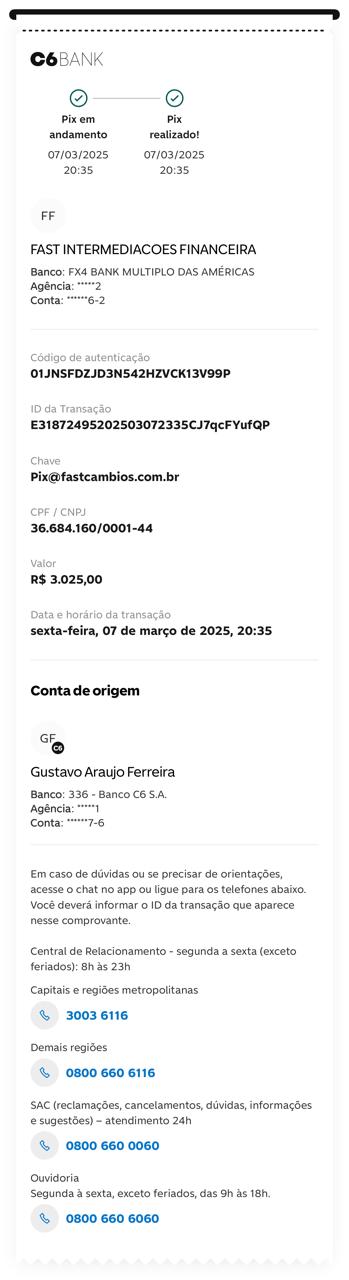 C6BANK
Pix em
andamento
07/03/2025
20:35
Pix
realizado!
07/03/2025
20:35
FF
FAST INTERMEDIACOES FINANCEIRA
Banco: FX4 BANK MULTIPLO DAS AMÉRICAS
Agência: *****2
Conta: ******6-2
Código de autenticação
01JNSFDZJD3N542HZVCK13V99P
ID da Transação
E31872495202503072335CJ7qcFYufQP
Chave
Pix@fastcambios.com.br
CPF / CNPJ
36.684.160/0001-44
Valor
R$ 3.025,00
Data e horário da transação
sexta-feira, 07 de março de 2025, 20:35
Conta de origem
GF
C6
Gustavo Araujo Ferreira
Banco: 336 - Banco C6 S.A.
Agência: *****1
Conta: ******7-6
Em caso de dúvidas ou se precisar de orientações,
acesse o chat no app ou ligue para os telefones abaixo.
Você deverá informar o ID da transação que aparece
nesse comprovante.
Central de Relacionamento - segunda a sexta (exceto
feriados): 8h às 23h
Capitais e regiões metropolitanas
3003 6116
Demais regiões
0800 660 6116
SAC (reclamações, cancelamentos, dúvidas, informações
e sugestões) – atendimento 24h
0800 660 0060
Ouvidoria
Segunda à sexta, exceto feriados, das 9h às 18h.
0800 660 6060